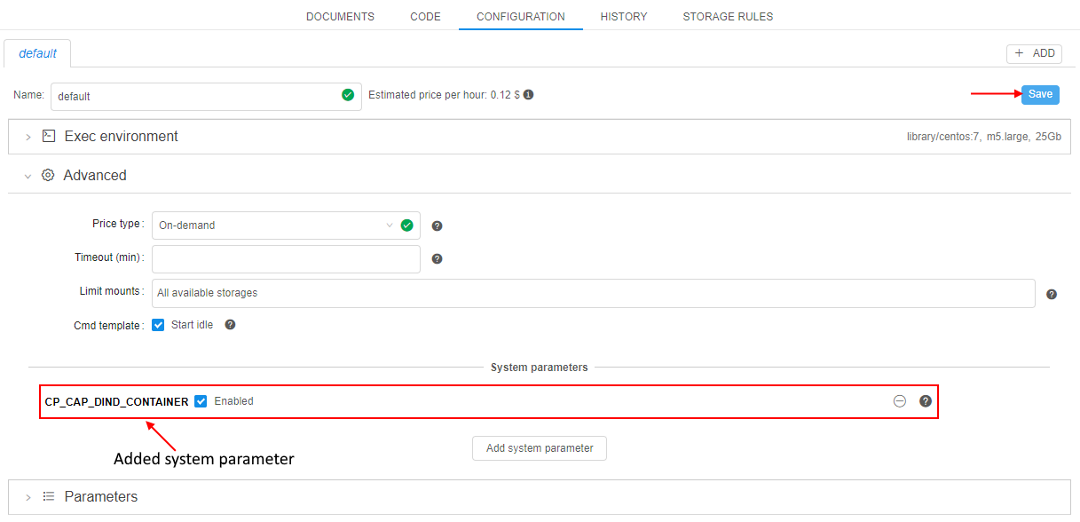 DOCUMENTS CODE CONFIGURATION HISTORY STORAGE RULES
default
+ ADD
Name: default Estimated price per hour: 0.12 $
Save
Exec environment library/centos:7, m5.large, 25Gb
Advanced
Price type: On-demand
Timeout (min):
Limit mounts: All available storages
Cmd template: Start idle
System parameters
CP_CAP_DIND_CONTAINER Enabled
Added system parameter
Add system parameter
Parameters